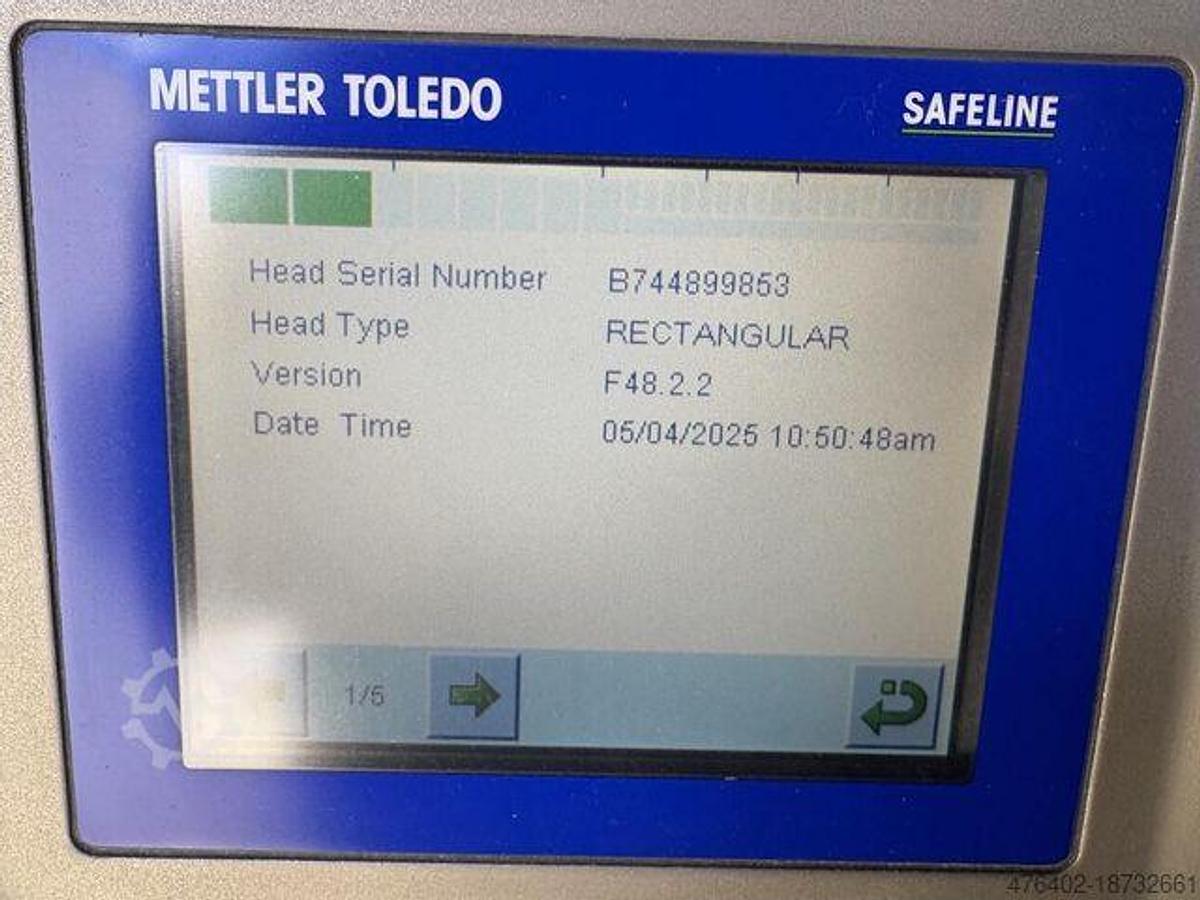 METTLER TOLEDO
SAFELINE
Head Serial Number B744899853
Head Type RECTANGULAR
Version F48.2.2
Date Time 05/04/2025 10:50:48am
1/5
476402-18732661